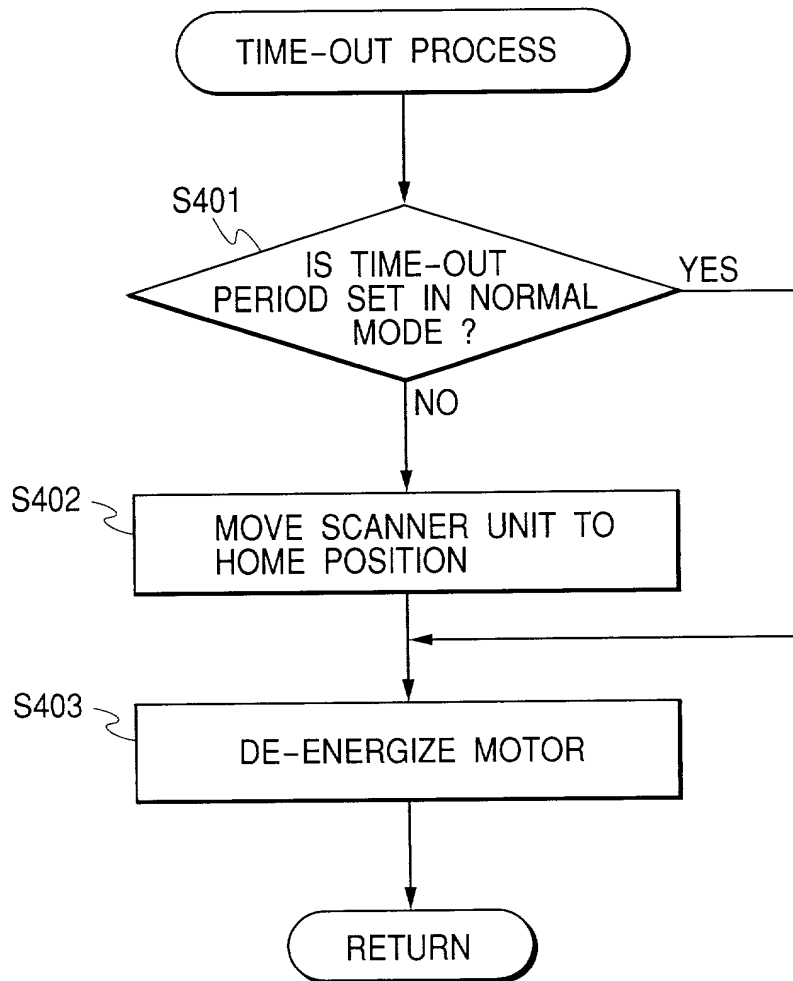 TIME-OUT PROCESS
S401
IS TIME-OUT
PERIOD SET IN NORMAL
MODE ?
YES
NO
S402
MOVE SCANNER UNIT TO
HOME POSITION
S403
DE-ENERGIZE MOTOR
RETURN